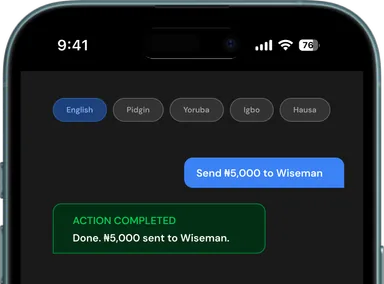 9:41
76
English Pidgin Yoruba Igbo Hausa
Send ₦5,000 to Wiseman
ACTION COMPLETED
Done. ₦5,000 sent to Wiseman.